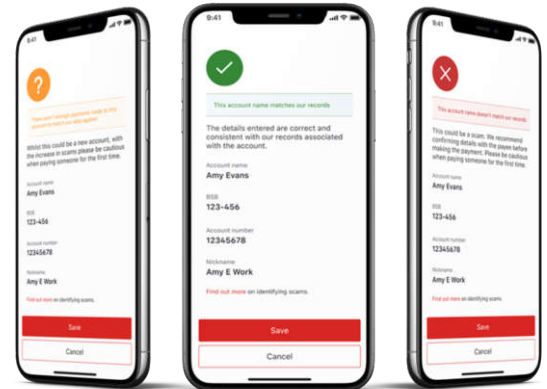 9:41
?
There aren't enough payments made to this
account to match our data against
Whilst this could be a new account, with
the increase in scams please be cautious
when paying someone for the first time.
Account name
Amy Evans
BSB
123-456
Account number
12345678
Nickname
Amy E Work
Find out more on identifying scams.
Save
Cancel
9:41
This account name matches our records
The details entered are correct and
consistent with our records associated
with the account.
Account name
Amy Evans
BSB
123-456
Account number
12345678
Nickname
Amy E Work
Find out more on identifying scams.
Save
Cancel
9:41
This account name doesn't match our records
This could be a scam. We recommend
confirming details with the payee before
making the payment. Please be cautious
when paying someone for the first time.
Account name
Amy Evans
BSB
123-456
Account number
12345678
Nickname
Amy E Work
Find out more on identifying scams.
Save
Cancel